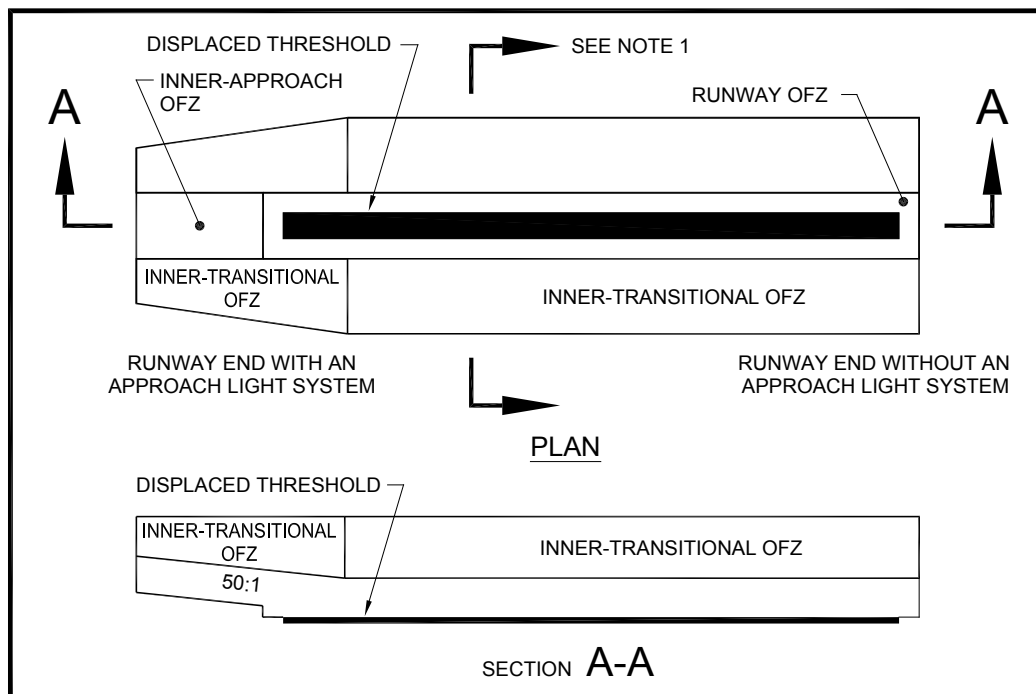 DISPLACED THRESHOLD
SEE NOTE 1
INNER-APPROACH
OFZ
RUNWAY OFZ
A
A
INNER-TRANSITIONAL
OFZ
INNER-TRANSITIONAL OFZ
RUNWAY END WITH AN
APPROACH LIGHT SYSTEM
RUNWAY END WITHOUT AN
APPROACH LIGHT SYSTEM
PLAN
DISPLACED THRESHOLD
INNER-TRANSITIONAL
OFZ
INNER-TRANSITIONAL OFZ
50:1
SECTION A-A